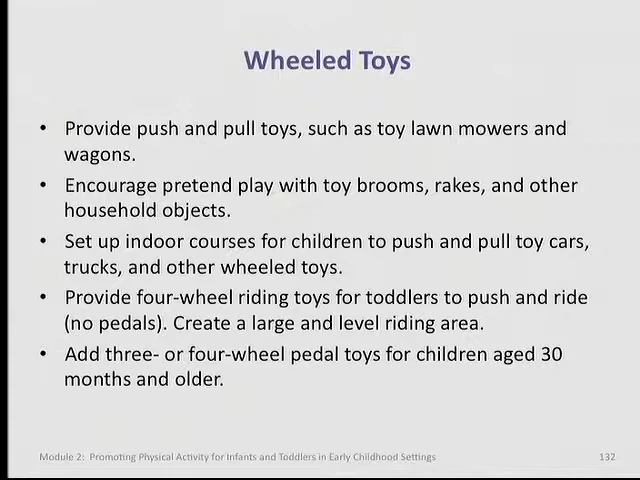 Wheeled Toys
• Provide push and pull toys, such as toy lawn mowers and
wagons.
• Encourage pretend play with toy brooms, rakes, and other
household objects.
• Set up indoor courses for children to push and pull toy cars,
trucks, and other wheeled toys.
• Provide four-wheel riding toys for toddlers to push and ride
(no pedals). Create a large and level riding area.
• Add three- or four-wheel pedal toys for children aged 30
months and older.
Module 2: Promoting Physical Activity for Infants and Toddlers in Early Childhood Settings 132